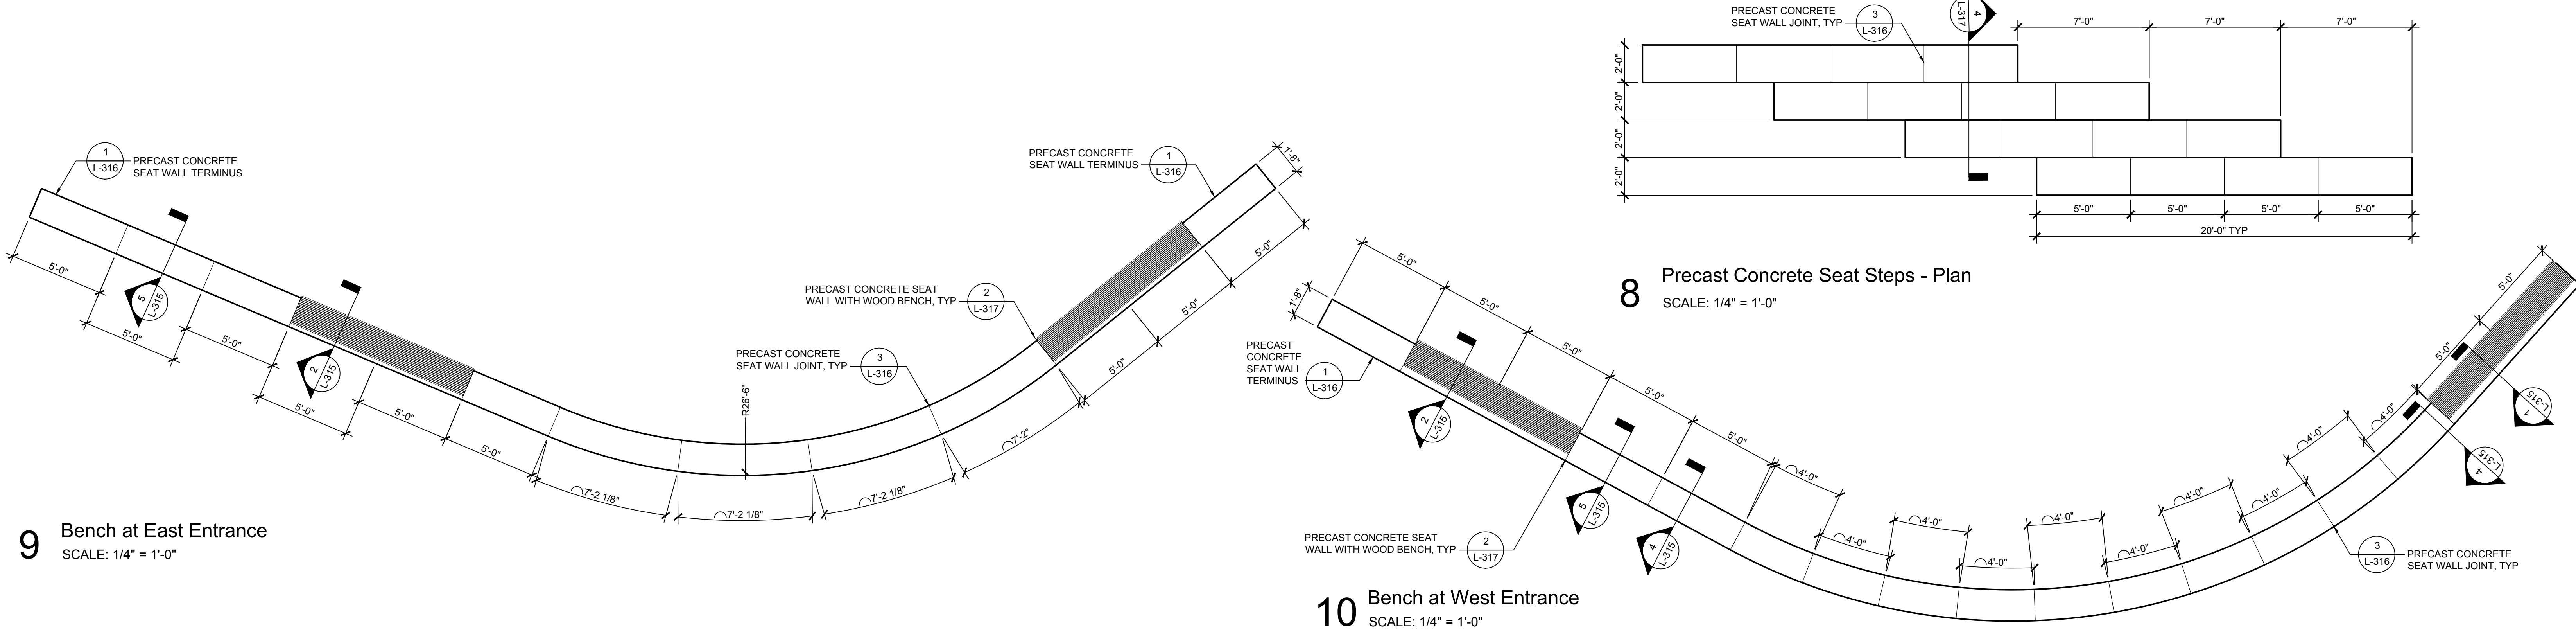 PRECAST CONCRETE
SEAT WALL JOINT, TYP
3
L-316
4
L-317
7'-0"
7'-0"
7'-0"
2'-0"
2'-0"
2'-0"
2'-0"
5'-0"
5'-0"
5'-0"
5'-0"
20'-0" TYP
8
Precast Concrete Seat Steps - Plan
SCALE: 1/4" = 1'-0"
1
L-316
PRECAST CONCRETE
SEAT WALL TERMINUS
PRECAST CONCRETE
SEAT WALL TERMINUS
1
L-316
1'-8"
5'-0"
5'-0"
5'-0"
5'-0"
5'-0"
5'-0"
5
L-315
2
L-315
PRECAST CONCRETE SEAT
WALL WITH WOOD BENCH, TYP
2
L-317
PRECAST CONCRETE
SEAT WALL JOINT, TYP
3
L-316
R26'-6"
7'-2 1/8"
7'-2 1/8"
7'-2 1/8"
7'-2"
5'-0"
5'-0"
5'-0"
9
Bench at East Entrance
SCALE: 1/4" = 1'-0"
1'-8"
5'-0"
5'-0"
5'-0"
5'-0"
5'-0"
PRECAST
CONCRETE
SEAT WALL
TERMINUS
1
L-316
2
L-315
5
L-315
4
L-315
PRECAST CONCRETE SEAT
WALL WITH WOOD BENCH, TYP
2
L-317
4'-0"
4'-0"
4'-0"
4'-0"
4'-0"
4'-0"
4'-0"
4'-0"
4'-0"
4'-0"
5'-0"
5'-0"
1
L-315
4
L-315
3
L-316
PRECAST CONCRETE
SEAT WALL JOINT, TYP
10
Bench at West Entrance
SCALE: 1/4" = 1'-0"